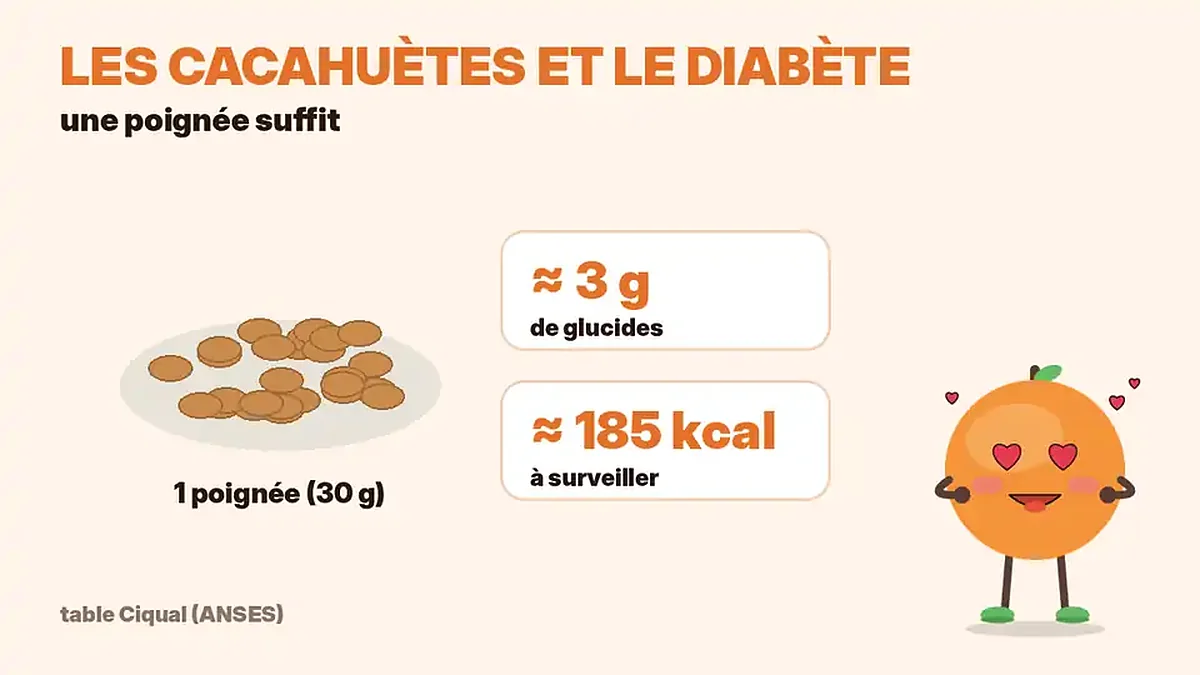 LES CACAHUÈTES ET LE DIABÈTE
une poignée suffit
≈ 3 g
de glucides
≈ 185 kcal
à surveiller
1 poignée (30 g)
table Ciqual (ANSES)